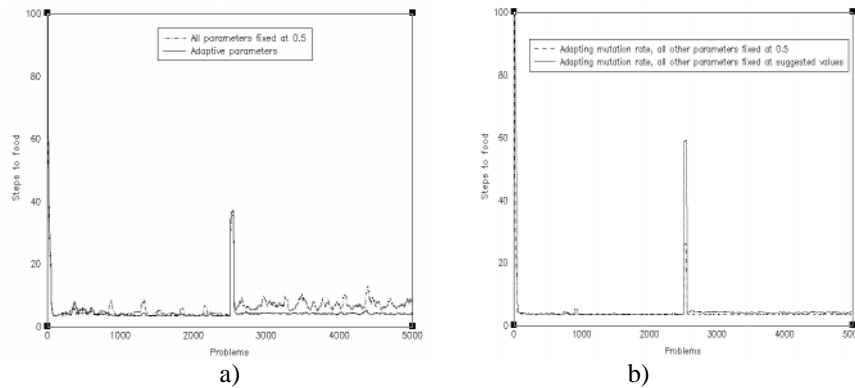 100
80
60
40
20
0
Steps to food
All parameters fixed at 0.5
Adaptive parameters
0 1000 2000 3000 4000 5000
Problems
a)
100
80
60
40
20
0
Steps to food
Adapting mutation rate, all other parameters fixed at 0.5
Adapting mutation rate, all other parameters fixed at suggested values
0 1000 2000 3000 4000 500
Problems
b)